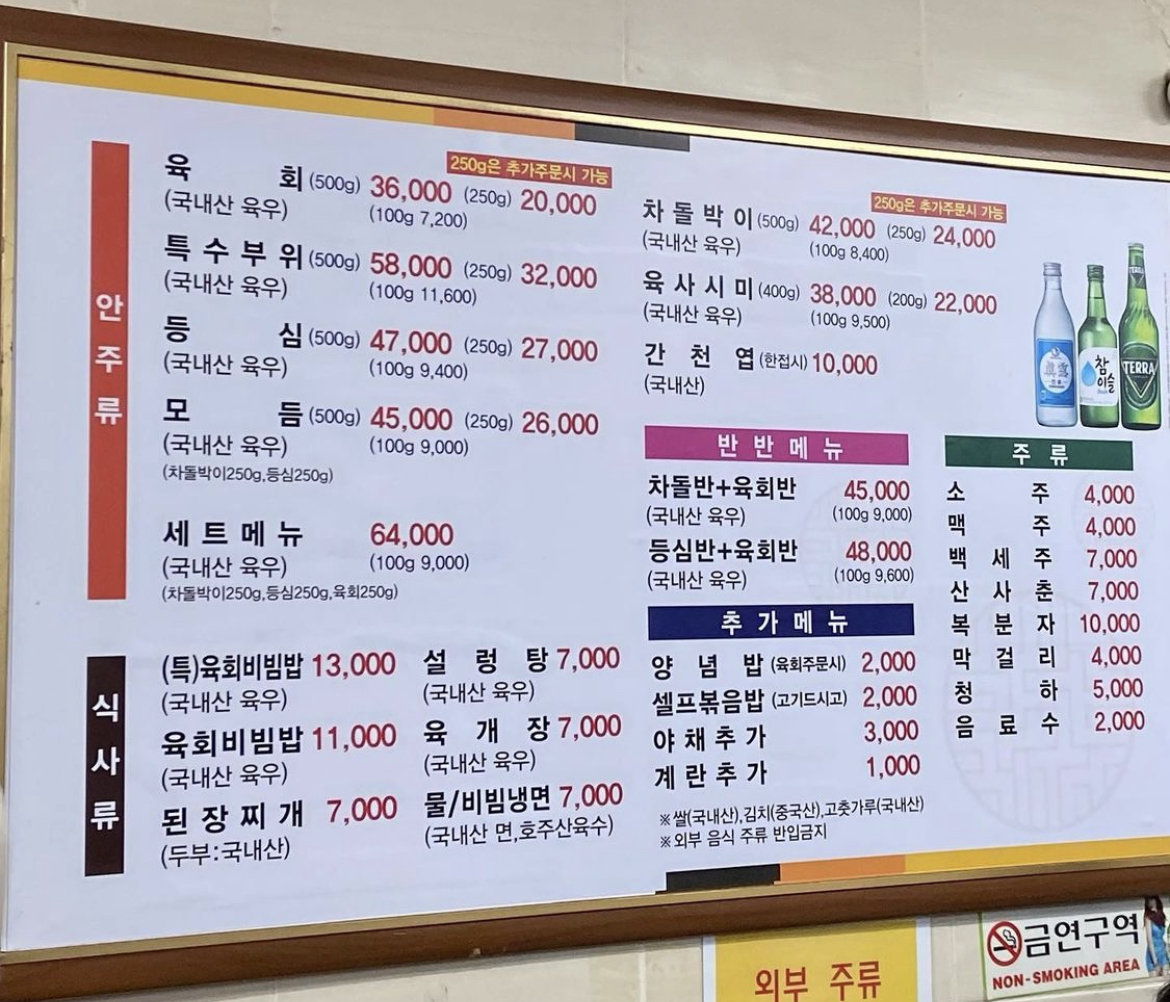 안주류
250g은 추가주문시 가능
육회 (500g) 36,000 (250g) 20,000
(국내산 육우) (100g 7,200)
특수부위 (500g) 58,000 (250g) 32,000
(국내산 육우) (100g 11,600)
등심 (500g) 47,000 (250g) 27,000
(국내산 육우) (100g 9,400)
모듬 (500g) 45,000 (250g) 26,000
(국내산 육우) (100g 9,000)
(차돌박이250g,등심250g)
세트메뉴 64,000
(국내산 육우) (100g 9,000)
(차돌박이250g,등심250g,육회250g)
250g은 추가주문시 가능
차돌박이 (500g) 42,000 (250g) 24,000
(국내산 육우) (100g 8,400)
육사시미 (400g) 38,000 (200g) 22,000
(국내산 육우) (100g 9,500)
간천엽 (한접시) 10,000
(국내산)
식사류
(특)육회비빔밥 13,000
(국내산 육우)
육회비빔밥 11,000
(국내산 육우)
된장찌개 7,000
(두부:국내산)
설렁탕 7,000
(국내산 육우)
육개장 7,000
(국내산 육우)
물/비빔냉면 7,000
(국내산 면,호주산육수)
반반메뉴
차돌반+육회반 45,000
(국내산 육우) (100g 9,000)
등심반+육회반 48,000
(국내산 육우) (100g 9,600)
추가메뉴
양념밥 (육회주문시) 2,000
셀프볶음밥 (고기드시고) 2,000
야채추가 3,000
계란추가 1,000
※쌀(국내산),김치(중국산),고춧가루(국내산)
※외부 음식 주류 반입금지
참이슬
TERRA
TERRA
주류
소주 4,000
맥주 4,000
백세주 7,000
산사춘 7,000
복분자 10,000
막걸리 4,000
청하 5,000
음료수 2,000
외부 주류
금연구역
NON-SMOKING AREA